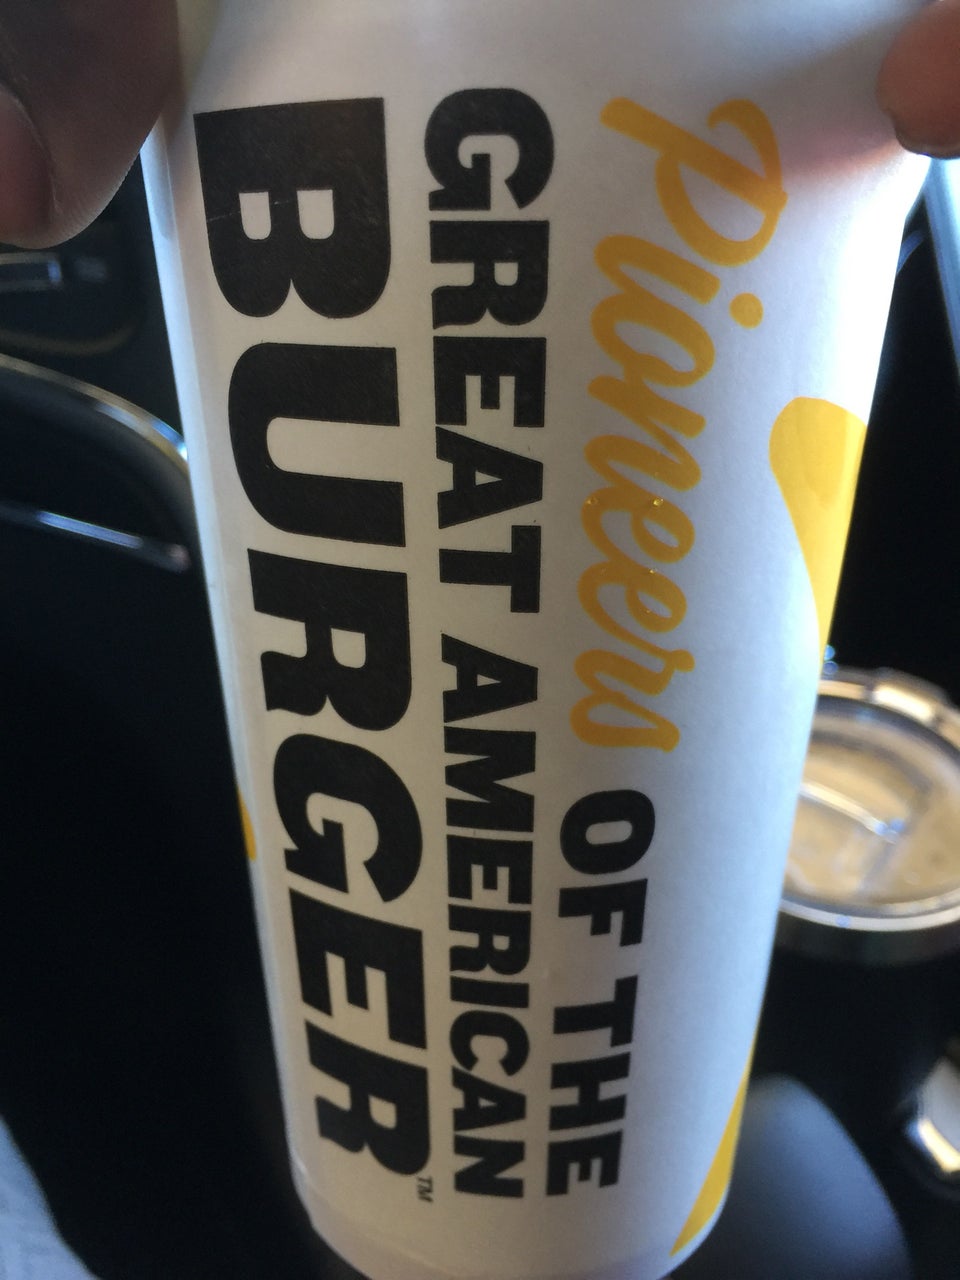 Pioneers OF THE
GREAT AMERICAN
BURGER™